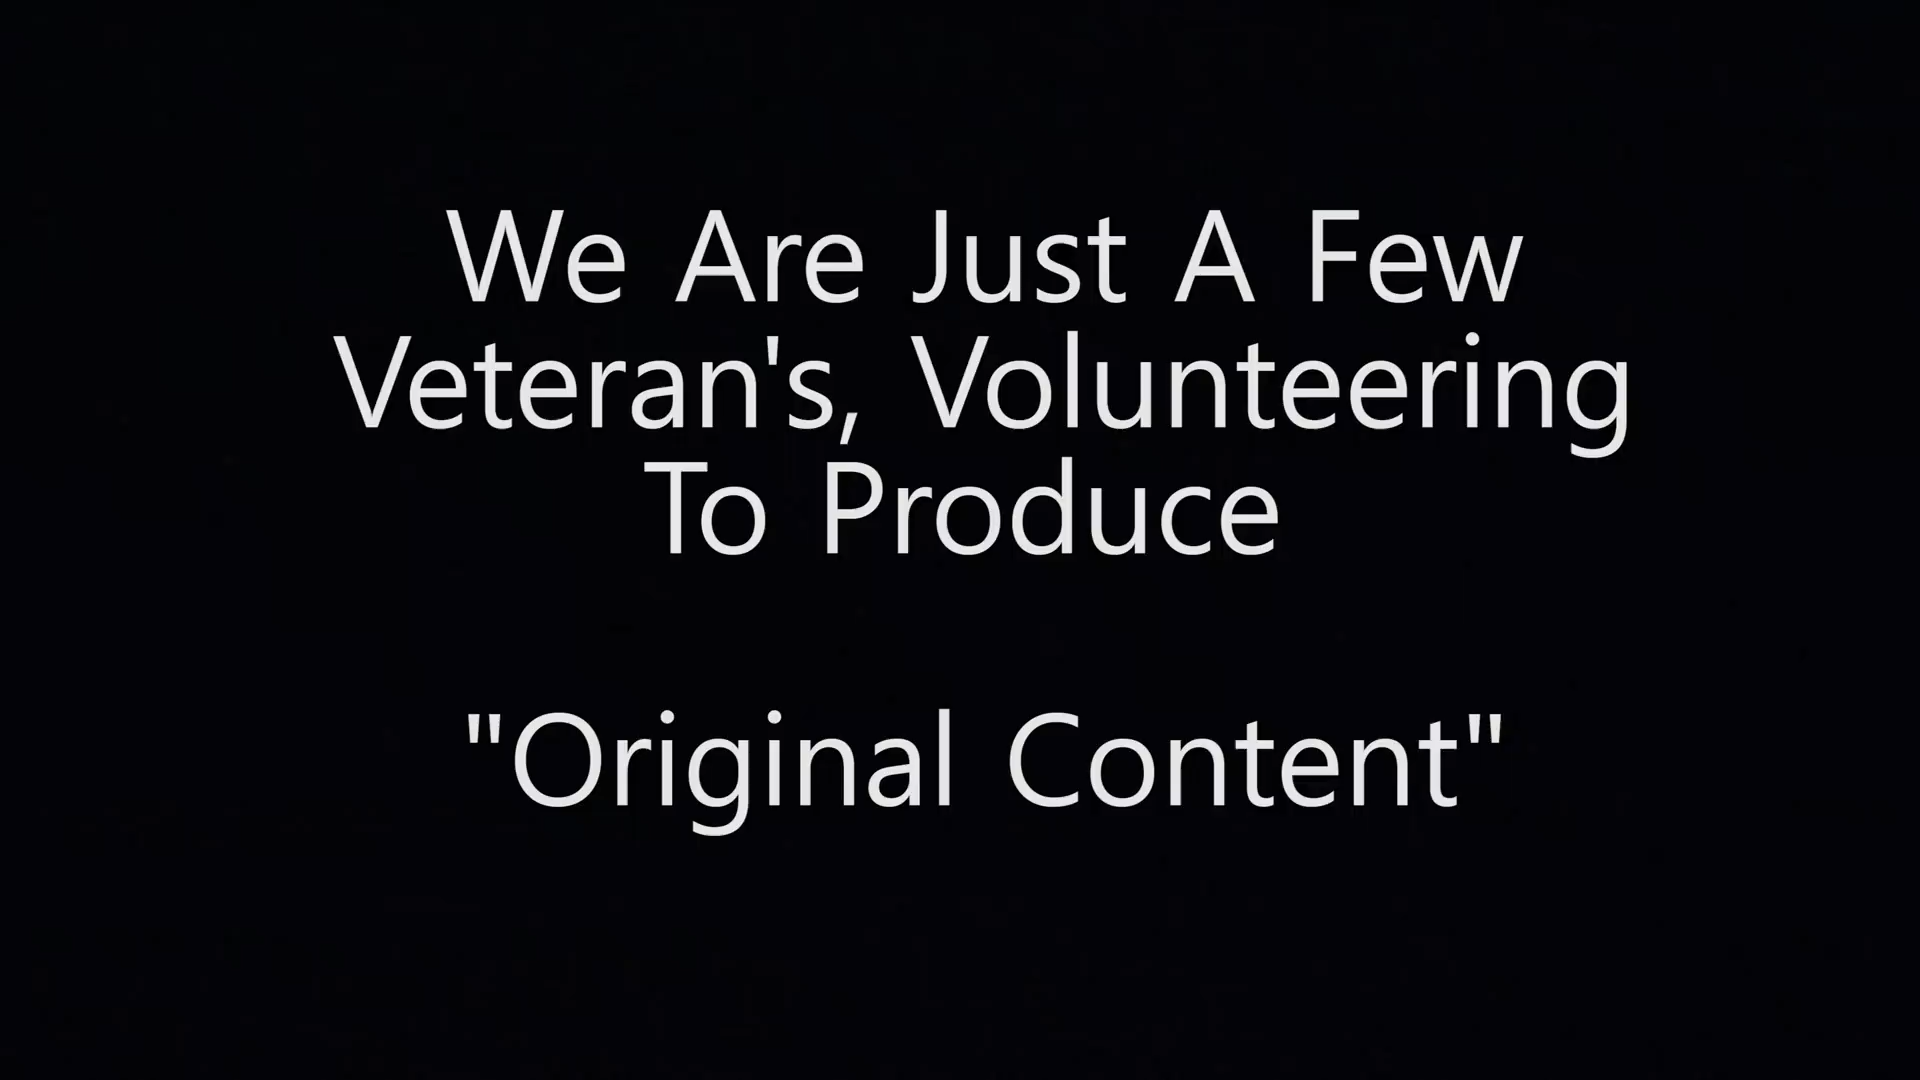 We Are Just A Few
Veteran's, Volunteering
To Produce
"Original Content"